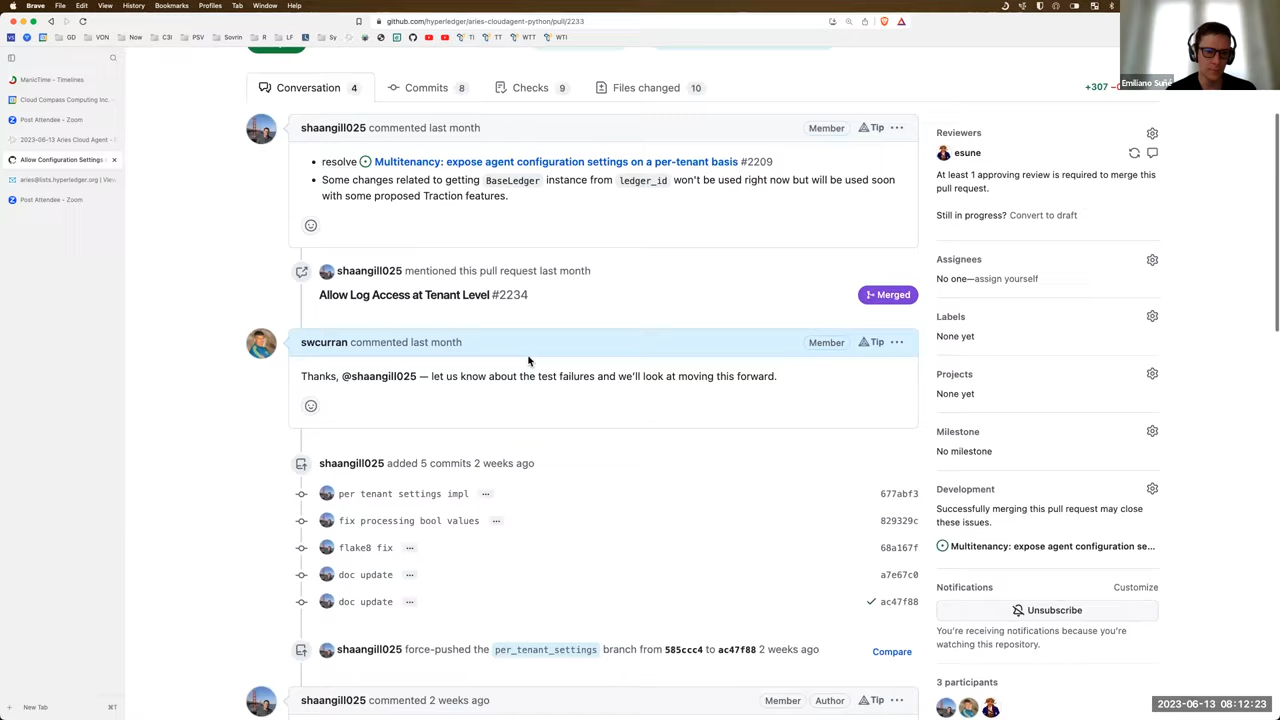 Brave File Edit View History Bookmarks Profiles Tab Window Help
github.com/hyperledger/aries-cloudagent-python/pull/2233
GD VON Now C3I PSV Sovrin R LF Sy TI TT WTT WTI
ManicTime - Timelines
Cloud Compass Computing Inc.
Post Attendee - Zoom
2023-06-13 Aries Cloud Agent -
Allow Configuration Settings
aries@lists.hyperledger.org | View
Post Attendee - Zoom
New Tab ⌘T
Emiliano Suñé
Conversation 4
Commits 8
Checks 9
Files changed 10
+307
shaangill025 commented last month
Member
Tip
resolve Multitenancy: expose agent configuration settings on a per-tenant basis #2209
Some changes related to getting BaseLedger instance from ledger_id won't be used right now but will be used soon
with some proposed Traction features.
shaangill025 mentioned this pull request last month
Allow Log Access at Tenant Level #2234
Merged
swcurran commented last month
Member
Tip
Thanks, @shaangill025 — let us know about the test failures and we'll look at moving this forward.
shaangill025 added 5 commits 2 weeks ago
per tenant settings impl 677abf3
fix processing bool values 829329c
flake8 fix 68a167f
doc update a7e67c0
doc update ac47f88
shaangill025 force-pushed the per_tenant_settings branch from 585ccc4 to ac47f88 2 weeks ago
Compare
shaangill025 commented 2 weeks ago
Member
Author
Tip
Reviewers
esune
At least 1 approving review is required to merge this
pull request.
Still in progress? Convert to draft
Assignees
No one—assign yourself
Labels
None yet
Projects
None yet
Milestone
No milestone
Development
Successfully merging this pull request may close
these issues.
Multitenancy: expose agent configuration se...
Notifications
Customize
Unsubscribe
You're receiving notifications because you're
watching this repository.
3 participants
2023-06-13 08:12:23